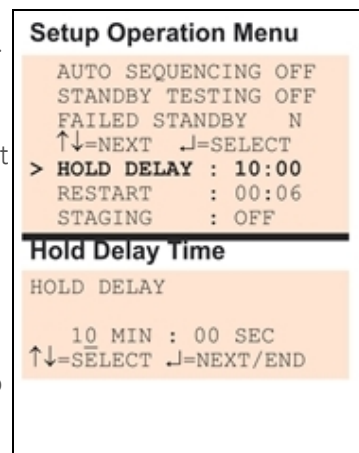 Setup Operation Menu
AUTO SEQUENCING OFF
STANDBY TESTING OFF
FAILED STANDBY N
↑↓=NEXT ↵=SELECT
> HOLD DELAY : 10:00
RESTART : 00:06
STAGING : OFF
Hold Delay Time
HOLD DELAY
10 MIN : 00 SEC
↑↓=SELECT ↵=NEXT/END